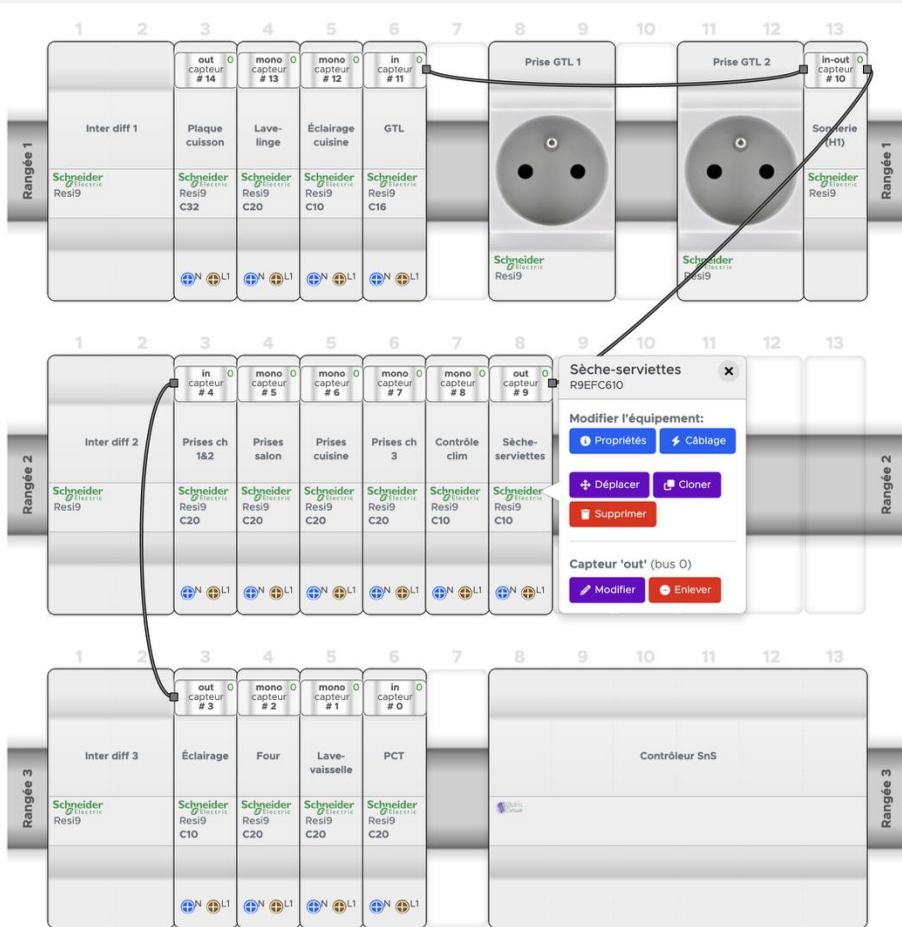 1 2 3 4 5 6 7 8 9 10 11 12 13
out 0 mono 0 mono 0 in 0 in-out 0
capteur capteur capteur capteur capteur
# 14 # 13 # 12 # 11 # 10
Prise GTL 1 Prise GTL 2
Rangée 1
Inter diff 1 Plaque Lave- Éclairage GTL Sonnerie
cuisson linge cuisine (H1)
Rangée 1
Schneider Schneider Schneider Schneider Schneider Schneider
Electric Electric Electric Electric Electric Electric
Resi9 Resi9 Resi9 Resi9 Resi9 Resi9
C32 C20 C10 C16
Schneider Schneider
Electric Electric
Resi9 Resi9
N L1 N L1 N L1 N L1
1 2 3 4 5 6 7 8 9 10 11 12 13
in 0 mono 0 mono 0 mono 0 mono 0 out 0
capteur capteur capteur capteur capteur capteur
# 4 # 5 # 6 # 7 # 8 # 9
Rangée 2
Inter diff 2 Prises ch Prises Prises Prises ch Contrôle Sèche-
1&2 salon cuisine 3 clim serviettes
Rangée 2
Schneider Schneider Schneider Schneider Schneider Schneider Schneider
Electric Electric Electric Electric Electric Electric Electric
Resi9 Resi9 Resi9 Resi9 Resi9 Resi9 Resi9
C20 C20 C20 C20 C10 C10
N L1 N L1 N L1 N L1 N L1 N L1
Sèche-serviettes
R9EFC610
Modifier l'équipement:
Propriétés Câblage
Déplacer Cloner
Supprimer
Capteur 'out' (bus 0)
Modifier Enlever
1 2 3 4 5 6 7 8 9 10 11 12 13
out 0 mono 0 mono 0 in 0
capteur capteur capteur capteur
# 3 # 2 # 1 # 0
Rangée 3
Inter diff 3 Éclairage Four Lave- PCT Contrôleur SnS
vaisselle
Rangée 3
Schneider Schneider Schneider Schneider Schneider
Electric Electric Electric Electric Electric
Resi9 Resi9 Resi9 Resi9 Resi9
C10 C20 C20 C20
N L1 N L1 N L1 N L1